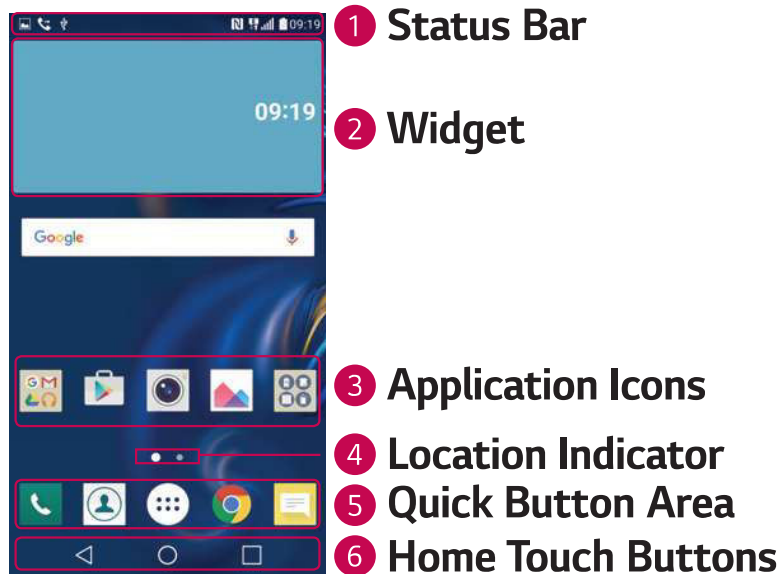 09:19
1 Status Bar
09:19
2 Widget
Google
G M
3 Application Icons
4 Location Indicator
5 Quick Button Area
6 Home Touch Buttons